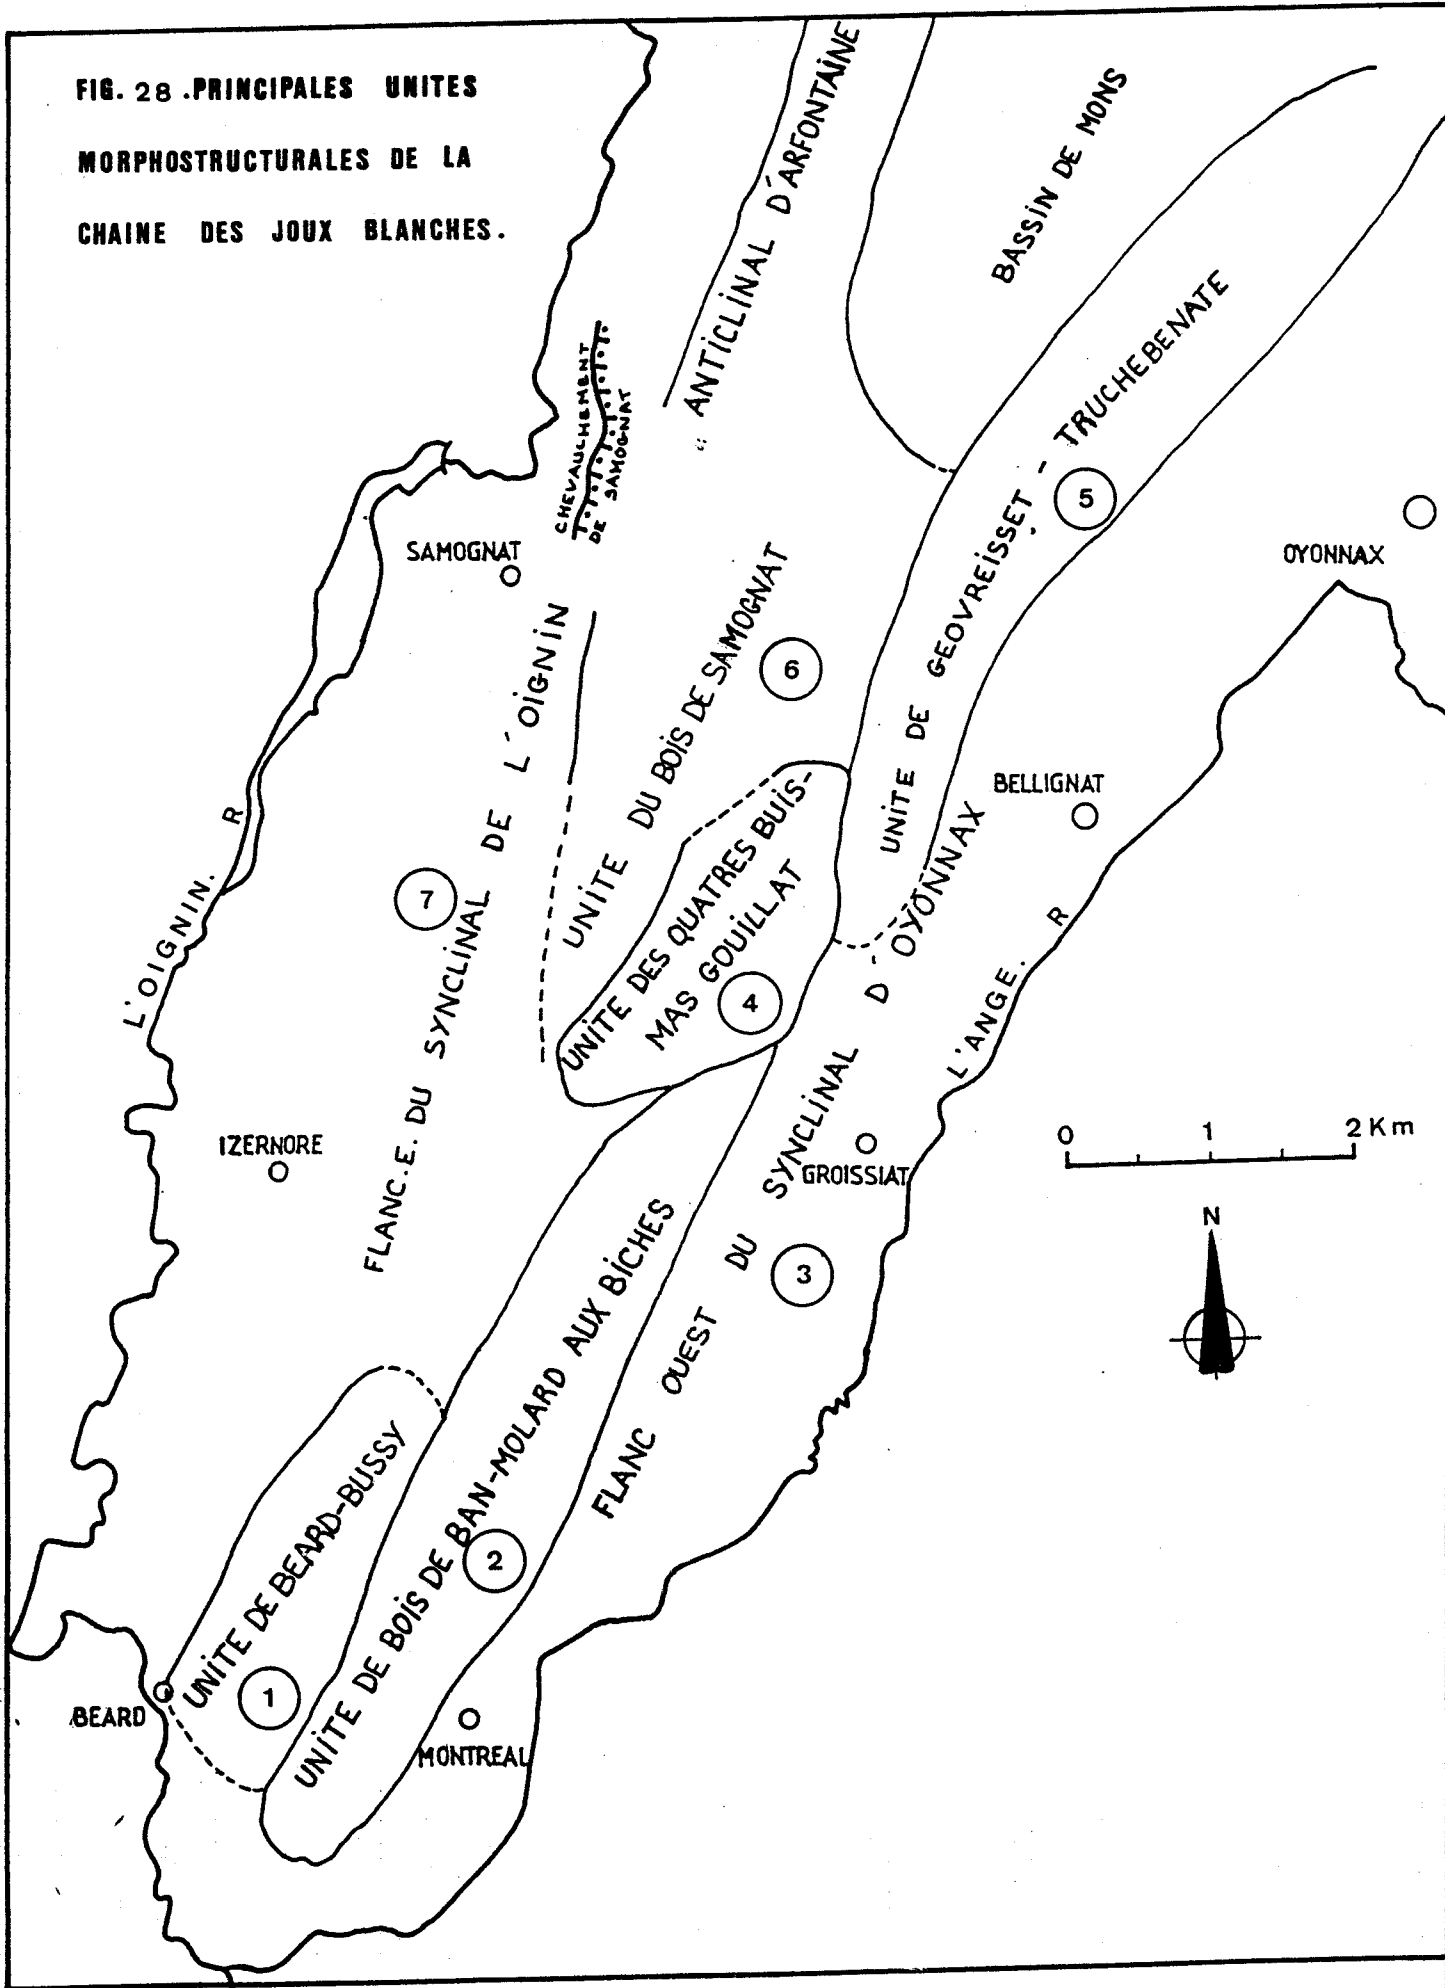 FIG. 28 .PRINCIPALES UNITES
MORPHOSTRUCTURALES DE LA
CHAINE DES JOUX BLANCHES.
ANTICLINAL D'ARFONTAINE
BASSIN DE MONS
CHEVAUCHEMENT
DE SAMOGNAT
UNITE DE GEOVREISSET - TRUCHEBENATE
5
OYONNAX
SAMOGNAT
UNITE DU BOIS DE SAMOGNAT
6
FLANC.E. DU SYNCLINAL DE L'OIGNIN
7
L'OIGNIN. R
BELLIGNAT
UNITE DES QUATRES BUIS-
MAS GOUILLAT
4
L'ANGE. R
IZERNORE
GROISSIAT
FLANC OUEST DU SYNCLINAL D'OYONNAX
3
0 1 2 Km
N
UNITE DE BEARD-BUSSY
1
UNITE DE BOIS DE BAN-MOLARD AUX BICHES
2
BEARD
MONTREAL